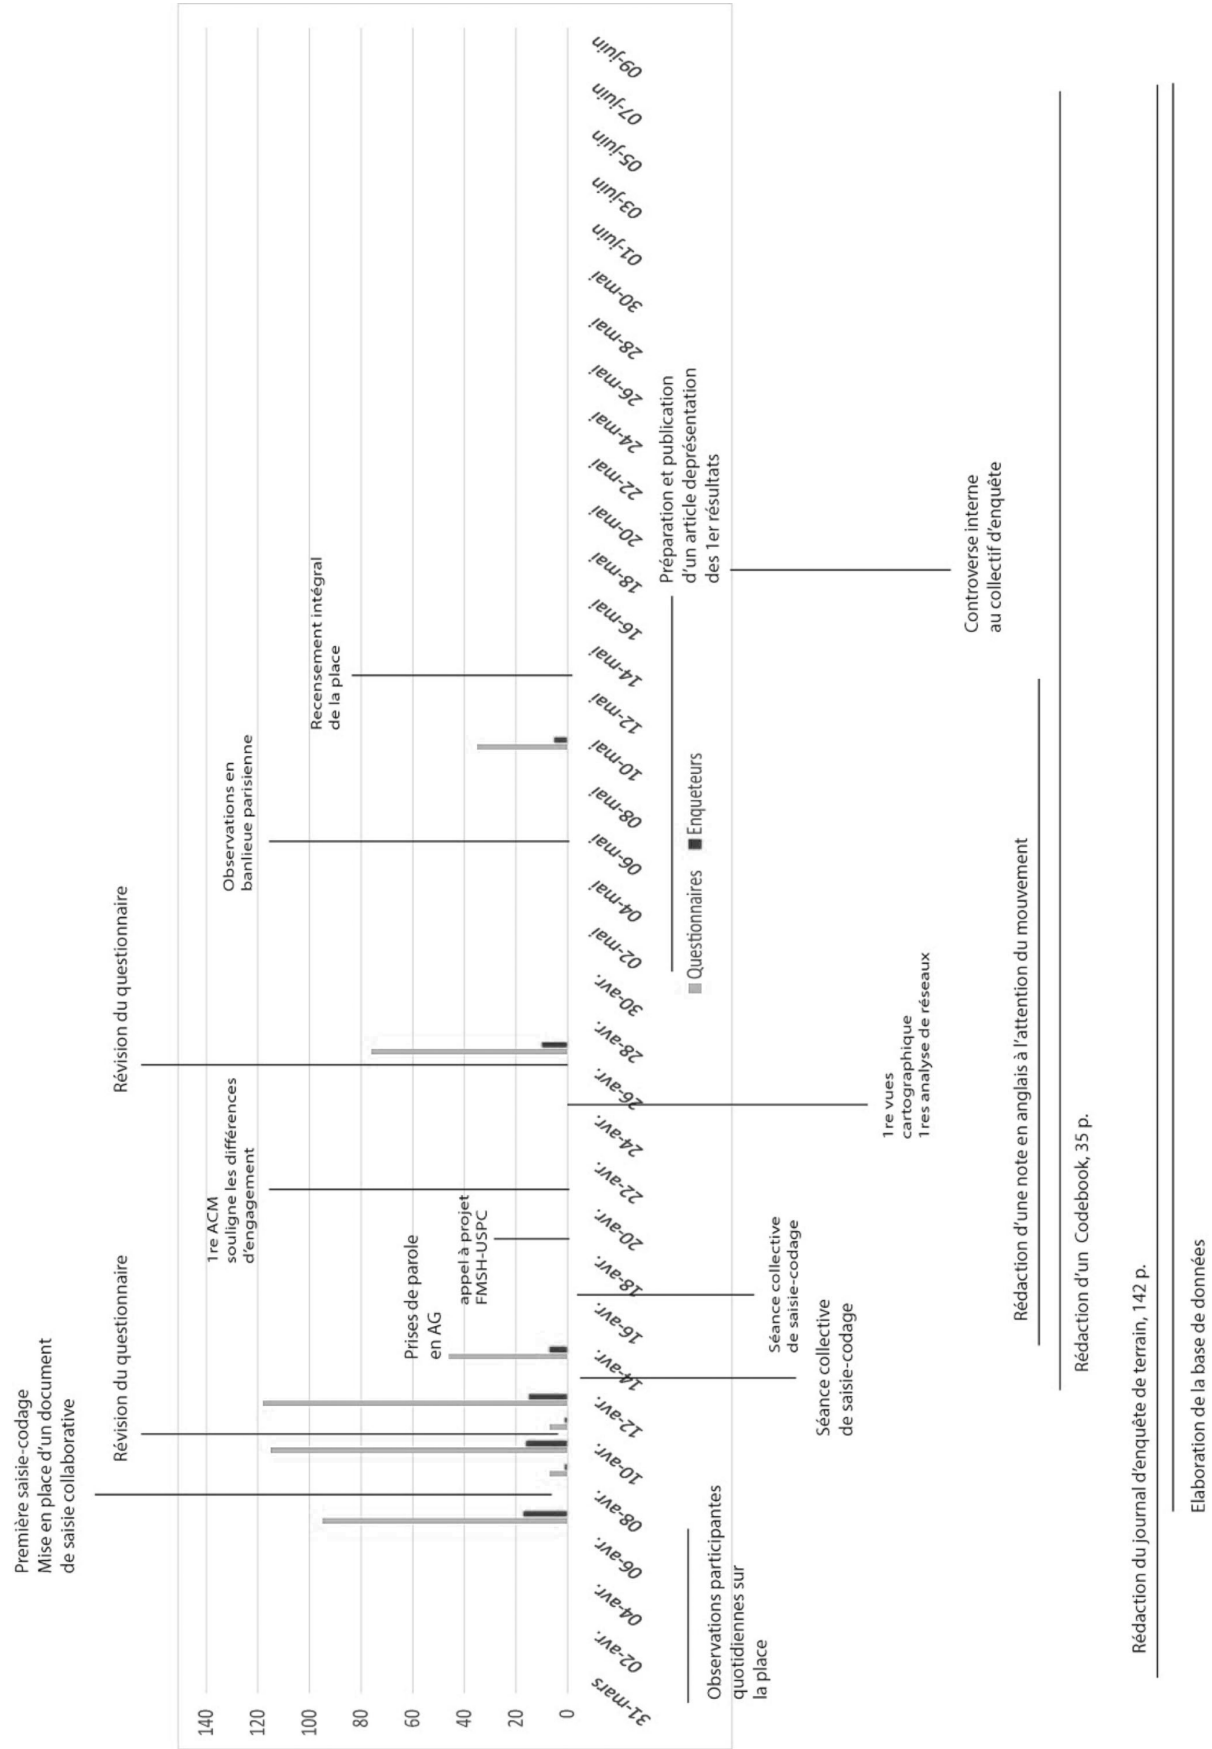 Première saisie-codage
Mise en place d'un document
de saisie collaborative
Révision du questionnaire
Révision du questionnaire
1re ACM
souligne les différences
d'engagement
Observations en
banlieue parisienne
Recensement intégral
de la place
Prises de parole
en AG
appel à projet
FMSH-USPC
140
120
100
80
60
40
20
0
31-mars
02-avr.
04-avr.
06-avr.
08-avr.
10-avr.
12-avr.
14-avr.
16-avr.
18-avr.
20-avr.
22-avr.
24-avr.
26-avr.
28-avr.
30-avr.
02-mai
04-mai
06-mai
08-mai
10-mai
12-mai
14-mai
16-mai
18-mai
20-mai
22-mai
24-mai
26-mai
28-mai
30-mai
01-juin
03-juin
05-juin
07-juin
09-juin
Questionnaires
Enqueteurs
Observations participantes
quotidiennes sur
la place
Préparation et publication
d'un article deprésentation
des 1er résultats
Séance collective
de saisie-codage
Séance collective
de saisie-codage
1re vues
cartographique
1res analyse de réseaux
Controverse interne
au collectif d'enquête
Rédaction d'une note en anglais à l'attention du mouvement
Rédaction d'un Codebook, 35 p.
Rédaction du journal d'enquête de terrain, 142 p.
Elaboration de la base de données